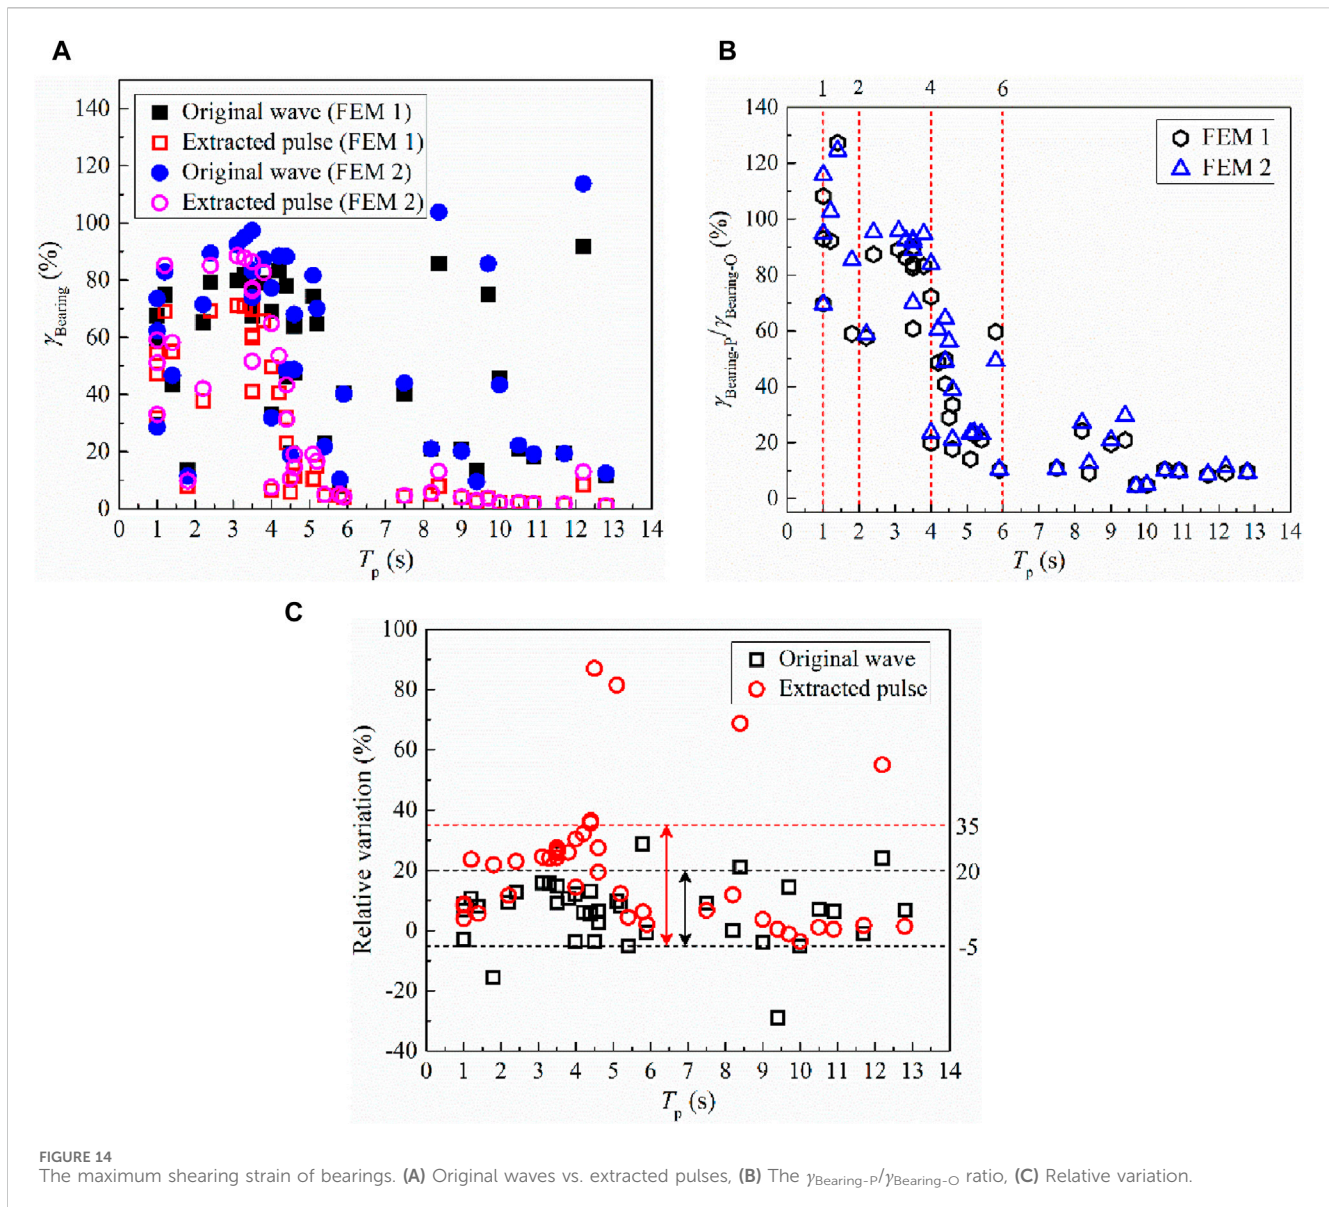 A
140
120
100
80
60
40
20
0
γBearing (%)
Original wave (FEM 1)
Extracted pulse (FEM 1)
Original wave (FEM 2)
Extracted pulse (FEM 2)
0 1 2 3 4 5 6 7 8 9 10 11 12 13 14
Tp (s)
B
1 2 4 6
140
120
100
80
60
40
20
0
γBearing-P/γBearing-O (%)
FEM 1
FEM 2
0 1 2 3 4 5 6 7 8 9 10 11 12 13 14
Tp (s)
C
100
80
60
40
20
0
-20
-40
Relative variation (%)
Original wave
Extracted pulse
35
20
-5
0 1 2 3 4 5 6 7 8 9 10 11 12 13 14
Tp (s)
FIGURE 14
The maximum shearing strain of bearings. (A) Original waves vs. extracted pulses, (B) The γBearing-P/γBearing-O ratio, (C) Relative variation.